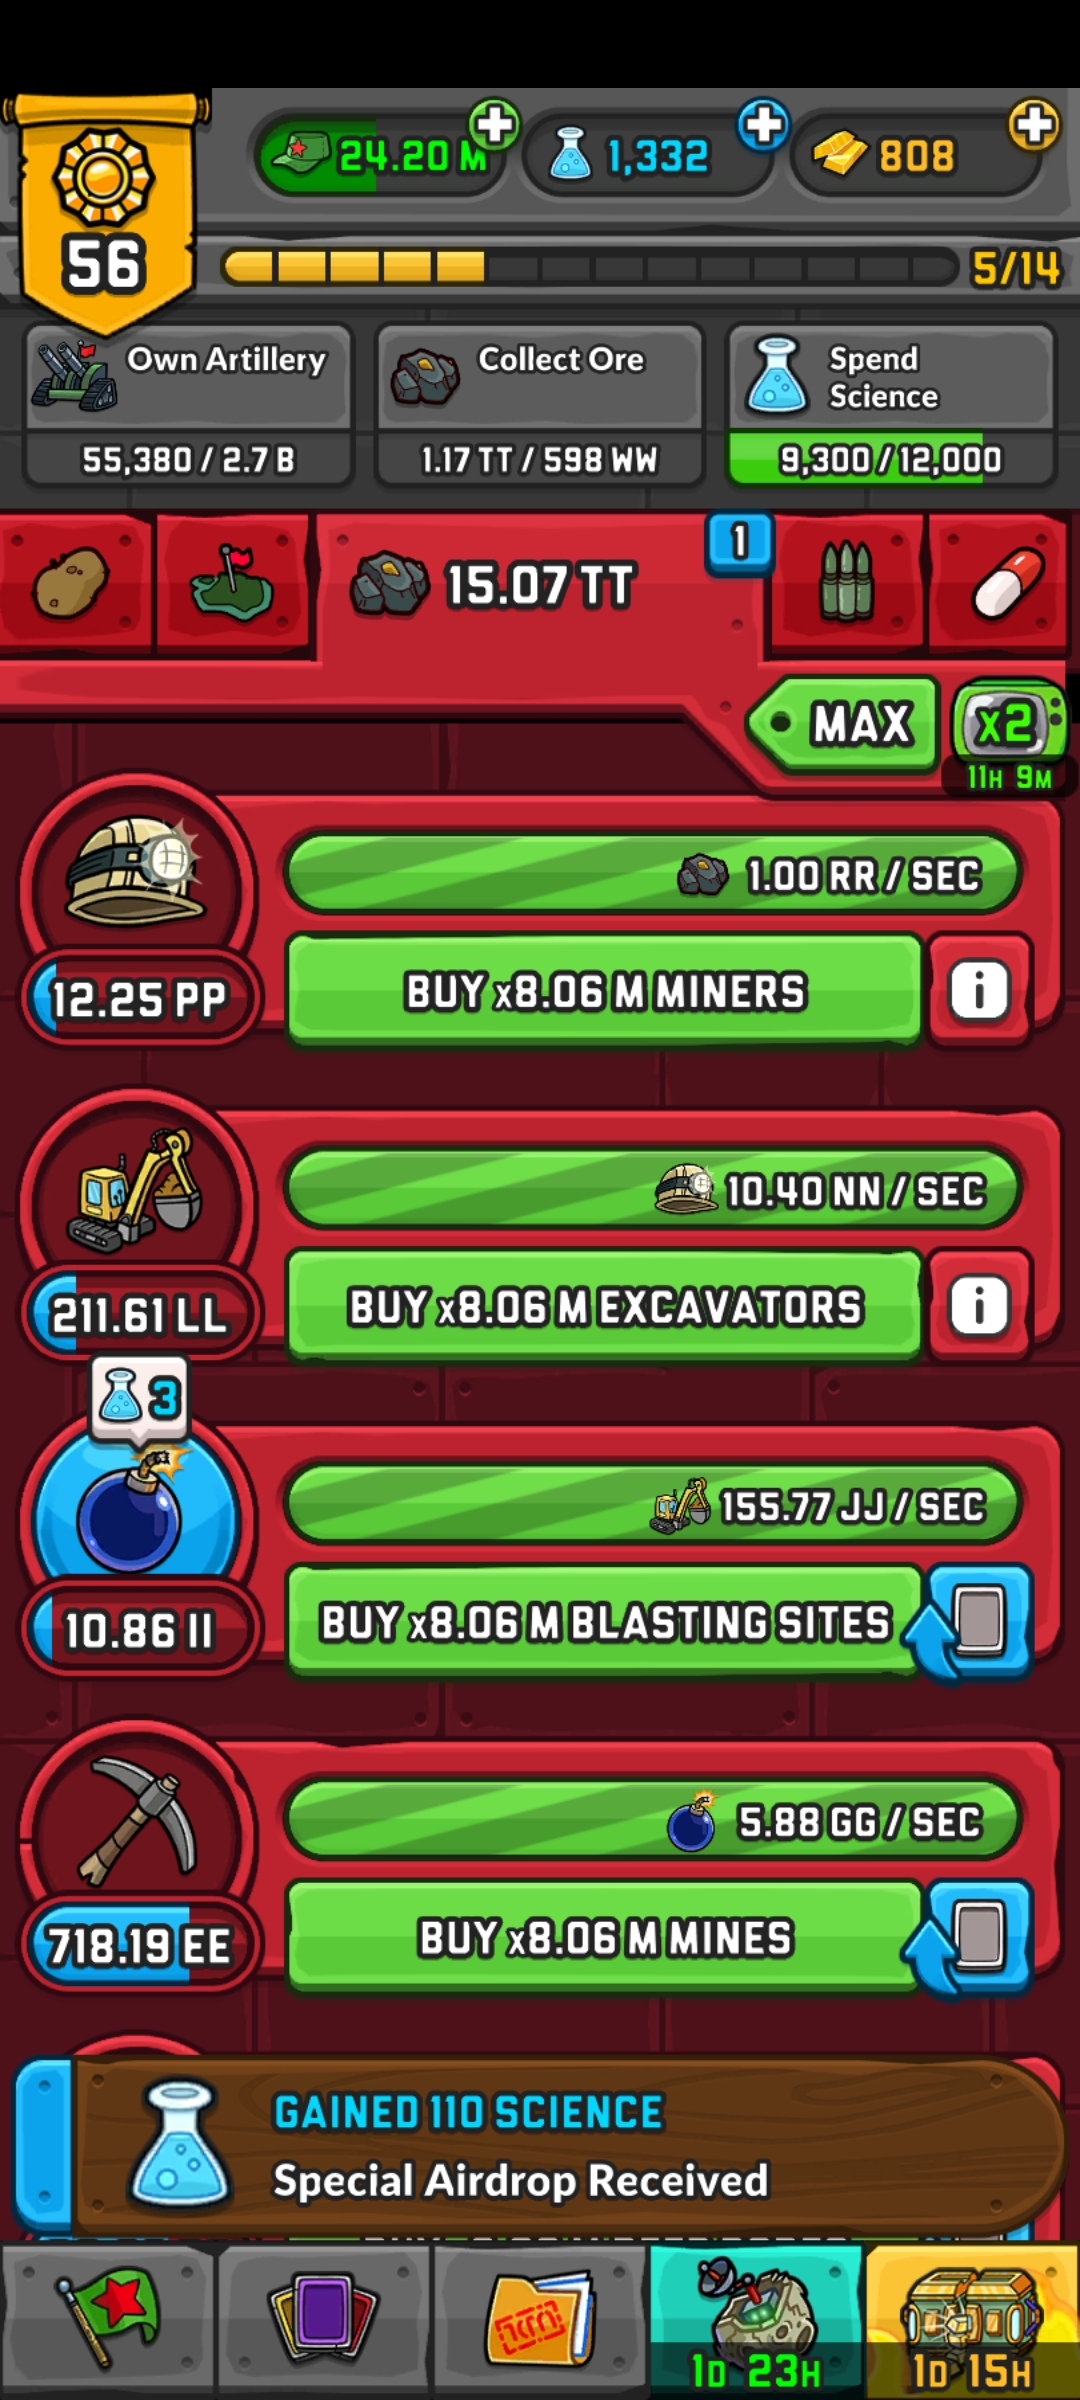 56
24.20 M
1,332
808
5/14
Own Artillery
55,380 / 2.7 B
Collect Ore
1.17 TT / 598 WW
Spend
Science
9,300 / 12,000
15.07 TT
1
MAX
x2
11H 9M
1.00 RR / SEC
12.25 PP
BUY x8.06 M MINERS
i
10.40 NN / SEC
211.61 LL
BUY x8.06 M EXCAVATORS
i
3
155.77 JJ / SEC
10.86 II
BUY x8.06 M BLASTING SITES
5.88 GG / SEC
718.19 EE
BUY x8.06 M MINES
GAINED 110 SCIENCE
Special Airdrop Received
1D 23H
1D 15H